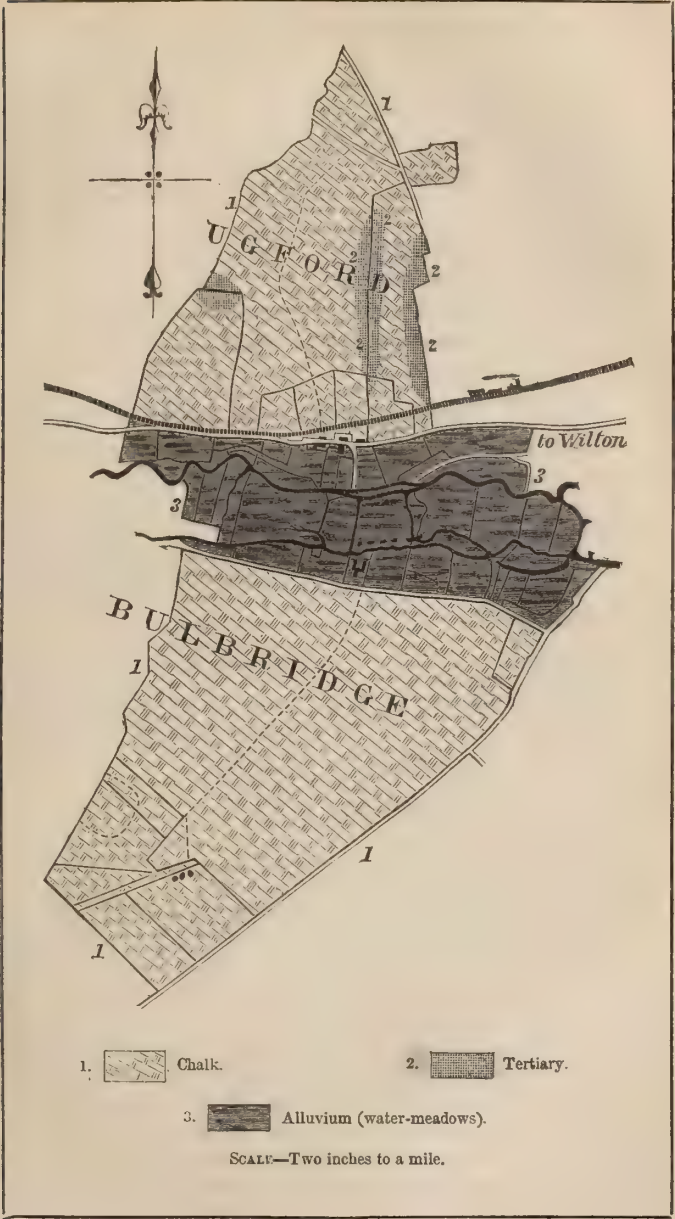 1
1
UGFORD
2
2
2
2
2
to Wilton
3
3
BULBRIDGE
1
1
1
1. Chalk.
2. Tertiary.
3. Alluvium (water-meadows).
SCALE—Two inches to a mile.